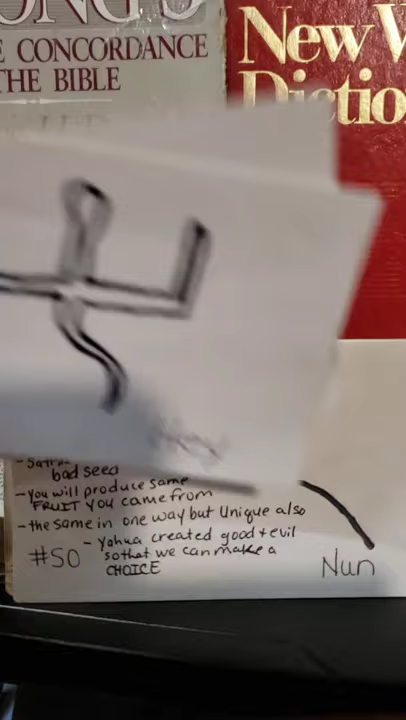 CONCORDANCE
THE BIBLE
New
bad seed
- You will produce same
FRUIT you came from
- the same in one way but Unique also
- Yahua created good + evil
so that we can make a
CHOICE
#50
Nun